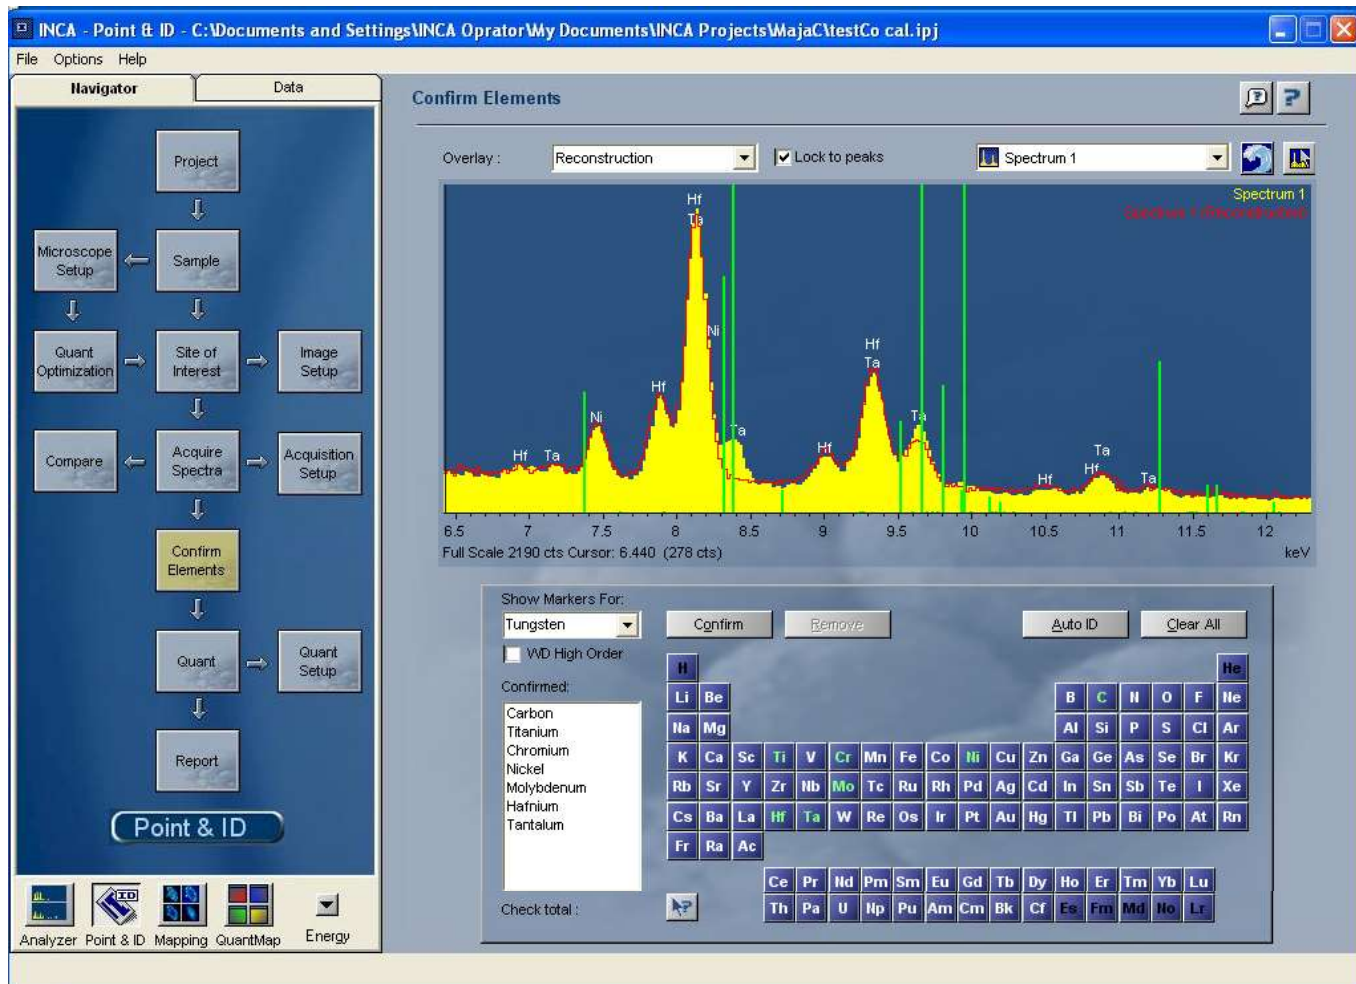 INCA - Point & ID - C:\Documents and Settings\INCA Oprator\My Documents\INCA Projects\MajaC\testCo cal.ipj
File Options Help
Navigator Data
Project
Microscope Setup
Sample
Quant Optimization
Site of Interest
Image Setup
Compare
Acquire Spectra
Acquisition Setup
Confirm Elements
Quant
Quant Setup
Report
Point & ID
Analyzer Point & ID Mapping QuantMap Energy
Confirm Elements
Overlay : Reconstruction Lock to peaks Spectrum 1
Spectrum 1
Spectrum 1 (Reconstruction)
Hf
Ta
Ni
Hf
Ta
Hf
Ni
Ta
Ta
Hf
Ta
Hf Ta
Hf
Hf
Ta
6.5 7 7.5 8 8.5 9 9.5 10 10.5 11 11.5 12
Full Scale 2190 cts Cursor: 6.440 (278 cts) keV
Show Markers For:
Tungsten Confirm Remove Auto ID Clear All
WD High Order
Confirmed:
Carbon
Titanium
Chromium
Nickel
Molybdenum
Hafnium
Tantalum
Check total :
H He
Li Be B C N O F Ne
Na Mg Al Si P S Cl Ar
K Ca Sc Ti V Cr Mn Fe Co Ni Cu Zn Ga Ge As Se Br Kr
Rb Sr Y Zr Nb Mo Tc Ru Rh Pd Ag Cd In Sn Sb Te I Xe
Cs Ba La Hf Ta W Re Os Ir Pt Au Hg Tl Pb Bi Po At Rn
Fr Ra Ac
Ce Pr Nd Pm Sm Eu Gd Tb Dy Ho Er Tm Yb Lu
Th Pa U Np Pu Am Cm Bk Cf Es Fm Md No Lr